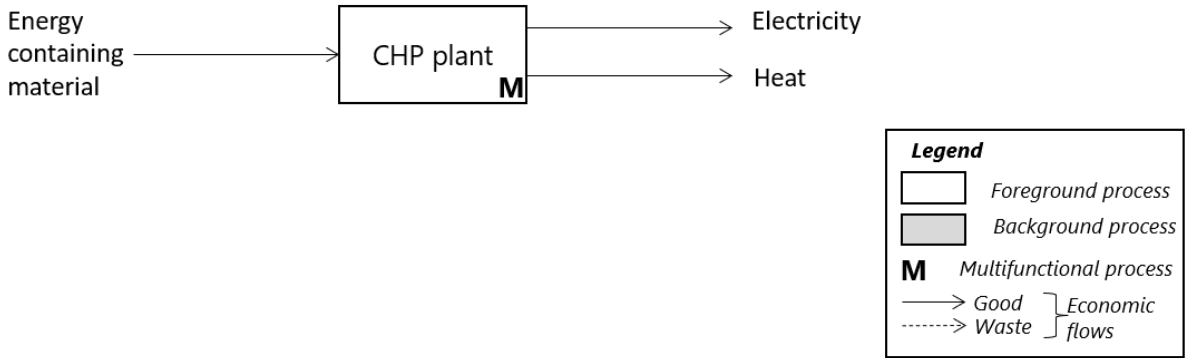 Energy
containing
material
CHP plant
M
Electricity
Heat
Legend
Foreground process
Background process
M Multifunctional process
Good
Waste
Economic
flows